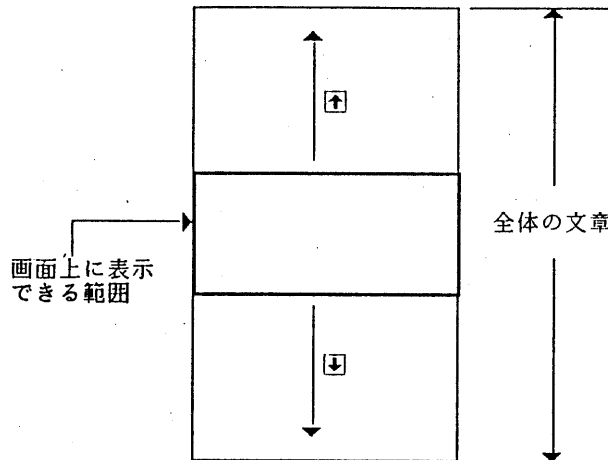 ↑
全体の文章
画面上に表示
できる範囲
↓